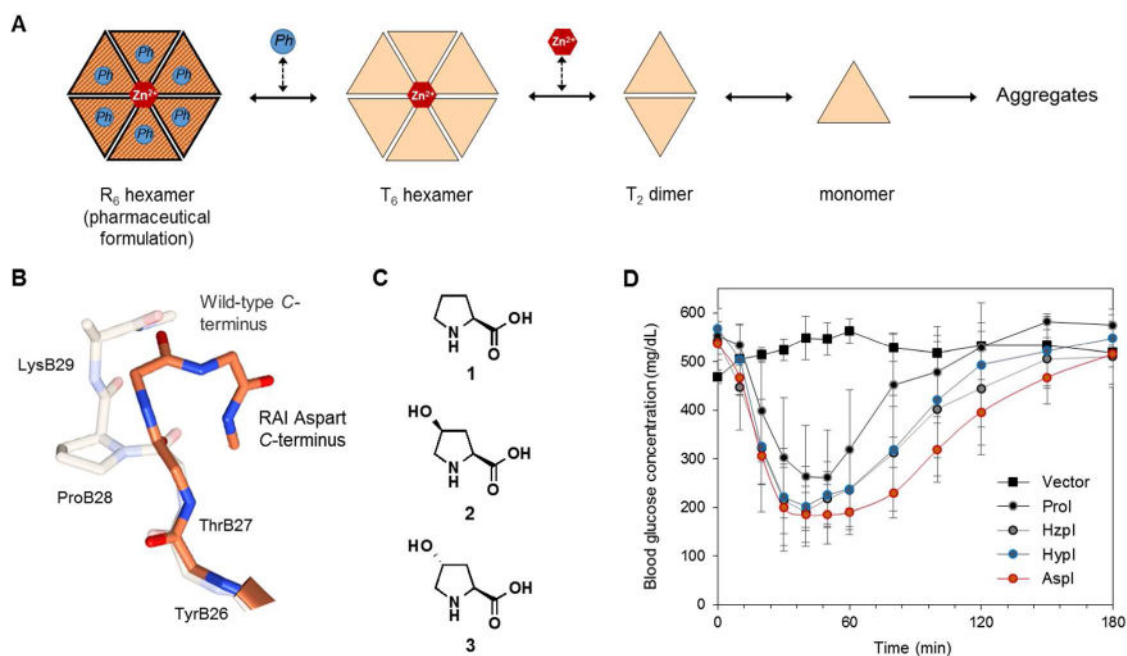 A
Ph
Ph
Ph
Zn²⁺
Ph
Ph
Ph
Ph
Zn²⁺
Zn²⁺
Aggregates
R₆ hexamer
(pharmaceutical
formulation)
T₆ hexamer
T₂ dimer
monomer
B
Wild-type C-
terminus
LysB29
RAI Aspart
C-terminus
ProB28
ThrB27
TyrB26
C
OH
N
H
O
1
HO
OH
N
H
O
2
HO
OH
N
H
O
3
D
Blood glucose concentration (mg/dL)
600
500
400
300
200
100
0
Vector
ProI
HzpI
HypI
AspI
0
60
120
180
Time (min)